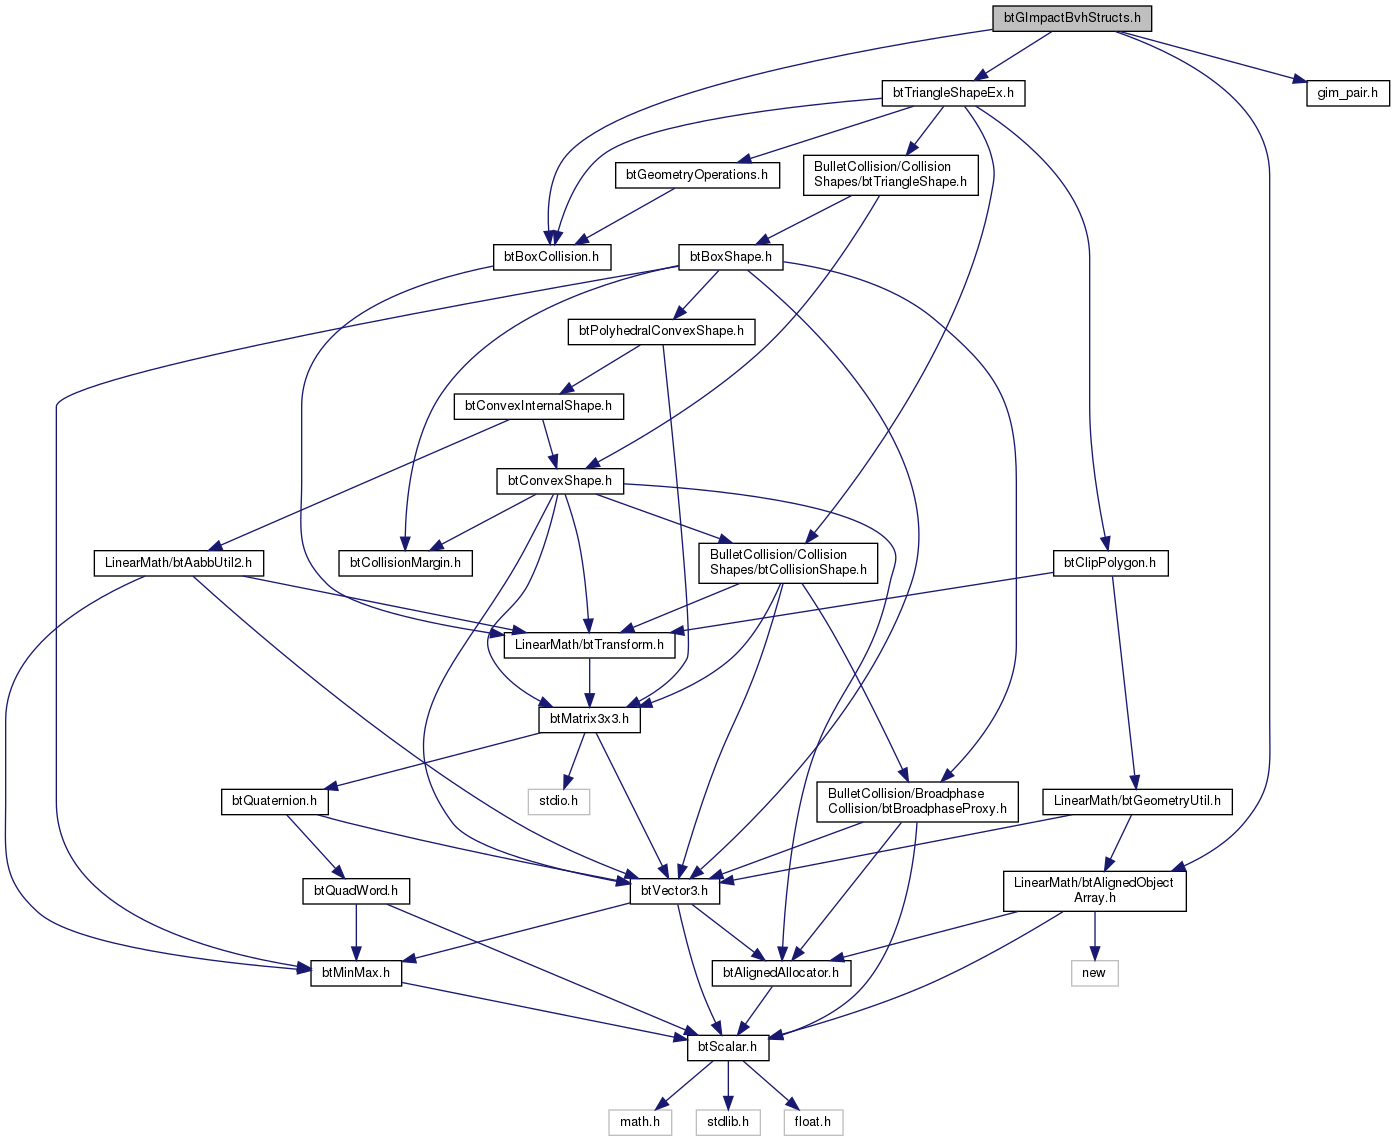 btGImpactBvhStructs.h
btTriangleShapeEx.h
gim_pair.h
btGeometryOperations.h
BulletCollision/Collision
Shapes/btTriangleShape.h
btBoxCollision.h
btBoxShape.h
btPolyhedralConvexShape.h
btConvexInternalShape.h
btConvexShape.h
LinearMath/btAabbUtil2.h
btCollisionMargin.h
BulletCollision/Collision
Shapes/btCollisionShape.h
btClipPolygon.h
LinearMath/btTransform.h
btMatrix3x3.h
btQuaternion.h
stdio.h
BulletCollision/Broadphase
Collision/btBroadphaseProxy.h
LinearMath/btGeometryUtil.h
btQuadWord.h
btVector3.h
LinearMath/btAlignedObject
Array.h
btMinMax.h
btAlignedAllocator.h
new
btScalar.h
math.h
stdlib.h
float.h